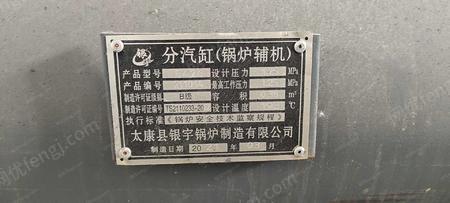 分汽缸(锅炉辅机)
产品型号 设计压力 MPa
产品 最高工作压力 MPa
制造许可证级别 B级 m³
制造许可证编号 TS2110233-20 设计温度 ℃
执行标准 《锅炉安全技术监察规程》
太康县银宇锅炉制造有限公司
制造日期 20 年 月